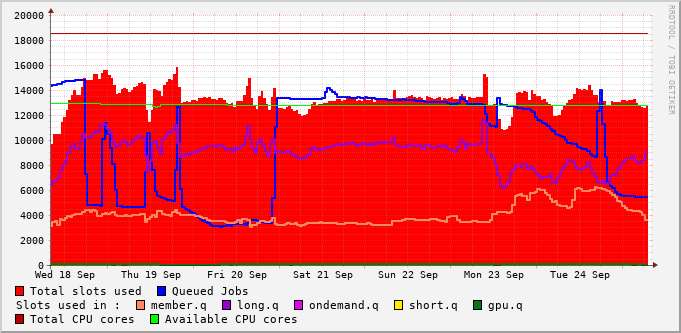 20000
18000
16000
14000
12000
10000
8000
6000
4000
2000
0
Wed 18 Sep Thu 19 Sep Fri 20 Sep Sat 21 Sep Sun 22 Sep Mon 23 Sep Tue 24 Sep
Total slots used Queued Jobs
Slots used in : member.q long.q ondemand.q short.q gpu.q
Total CPU cores Available CPU cores
RRDTOOL / TOBI OETIKER